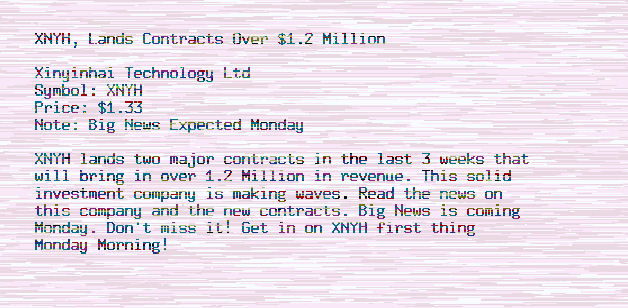 XNYH, Lands Contracts Over $1.2 Million
Xinyinhai Technology Ltd
Symbol: XNYH
Price: $1.33
Note: Big News Expected Monday
XNYH lands two major contracts in the last 3 weeks that
will bring in over 1.2 Million in revenue. This solid
investment company is making waves. Read the news on
this company and the new contracts. Big News is coming
Monday. Don't miss it! Get in on XNYH first thing
Monday Morning!